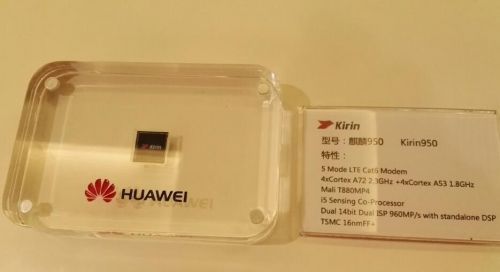 Kirin
HUAWEI
Kirin
型号：麒麟950 Kirin950
特性：
5 Mode LTE Cat6 Modem
4xCortex A72 2.3GHz +4xCortex A53 1.8GHz
Mali T880MP4
i5 Sensing Co-Processor
Dual 14bit Dual ISP 960MP/s with standalone DSP
TSMC 16nmFF+